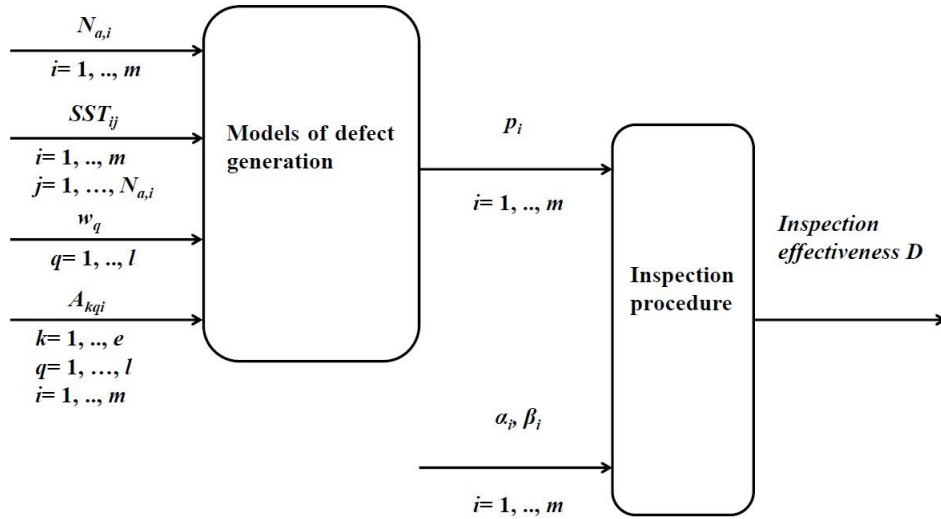 N_{a,i}
i= 1, .., m
SST_{ij}
i= 1, .., m
j= 1, …, N_{a,i}
w_q
q= 1, .., l
A_{kqi}
k= 1, .., e
q= 1, …, l
i= 1, .., m
Models of defect
generation
p_i
i= 1, .., m
α_i, β_i
i= 1, .., m
Inspection
procedure
Inspection
effectiveness D